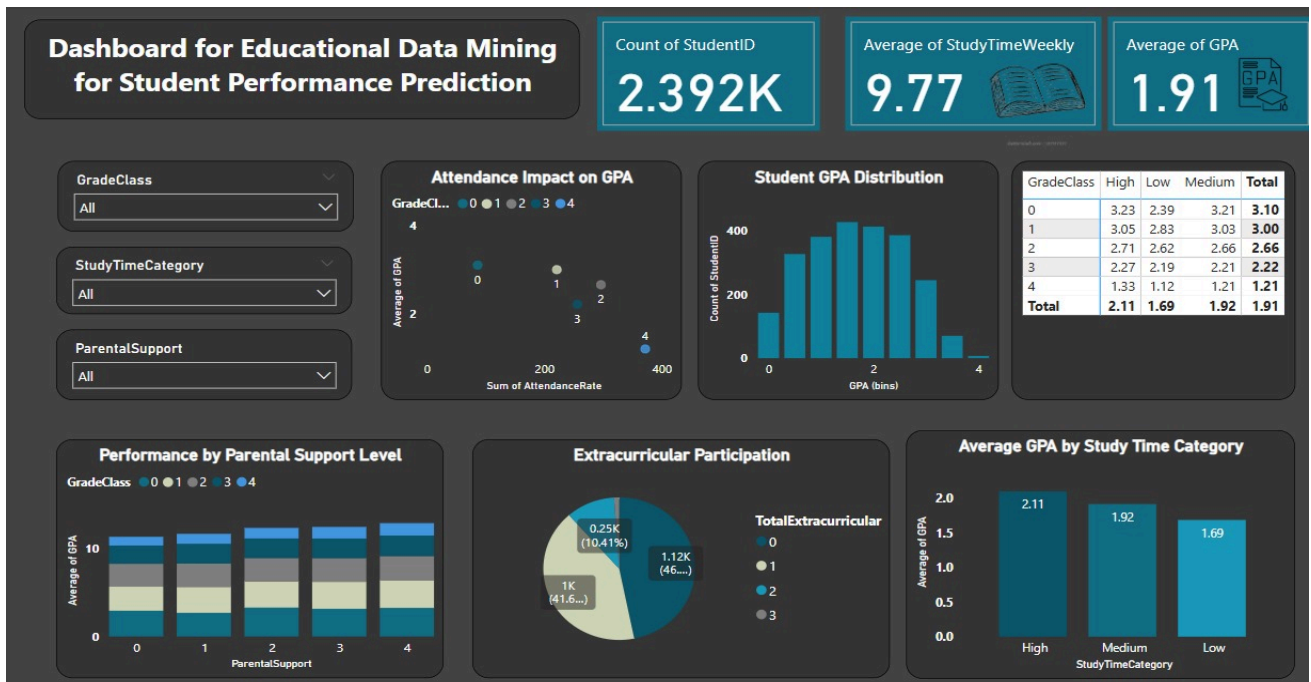 Dashboard for Educational Data Mining
for Student Performance Prediction
Count of StudentID
2.392K
Average of StudyTimeWeekly
9.77
Average of GPA
1.91
GPA
GradeClass
All
StudyTimeCategory
All
ParentalSupport
All
Attendance Impact on GPA
GradeCl... 0 1 2 3 4
4
2
Average of GPA
0
1
2
3
4
0 200 400
Sum of AttendanceRate
Student GPA Distribution
400
200
0
Count of StudentID
0 2 4
GPA (bins)
GradeClass High Low Medium Total
0 3.23 2.39 3.21 3.10
1 3.05 2.83 3.03 3.00
2 2.71 2.62 2.66 2.66
3 2.27 2.19 2.21 2.22
4 1.33 1.12 1.21 1.21
Total 2.11 1.69 1.92 1.91
Performance by Parental Support Level
GradeClass 0 1 2 3 4
10
0
Average of GPA
0 1 2 3 4
ParentalSupport
Extracurricular Participation
0.25K
(10.41%)
1.12K
(46....)
1K
(41.6...)
TotalExtracurricular
0
1
2
3
Average GPA by Study Time Category
2.0
1.5
1.0
0.5
0.0
Average of GPA
2.11
1.92
1.69
High Medium Low
StudyTimeCategory